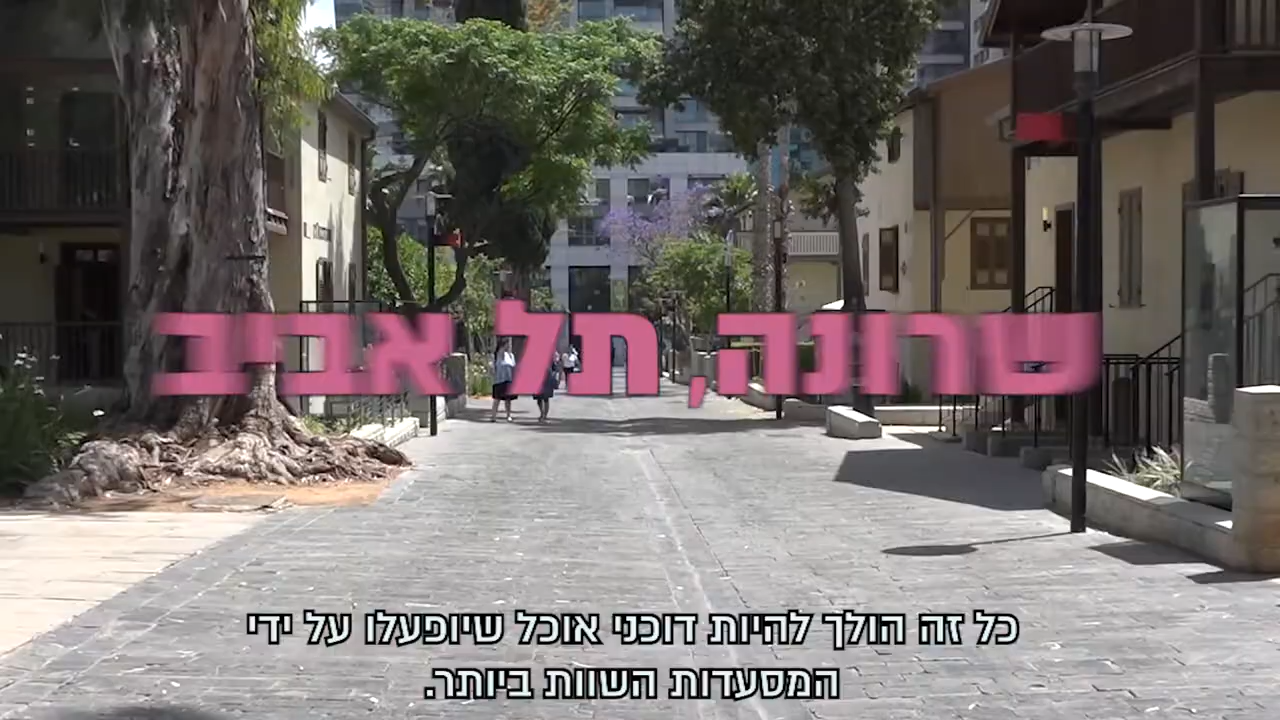 שרונה, תל אביב
כל זה הולך להיות דוכני אוכל שיופעלו על ידי
המסעדות השוות ביותר.